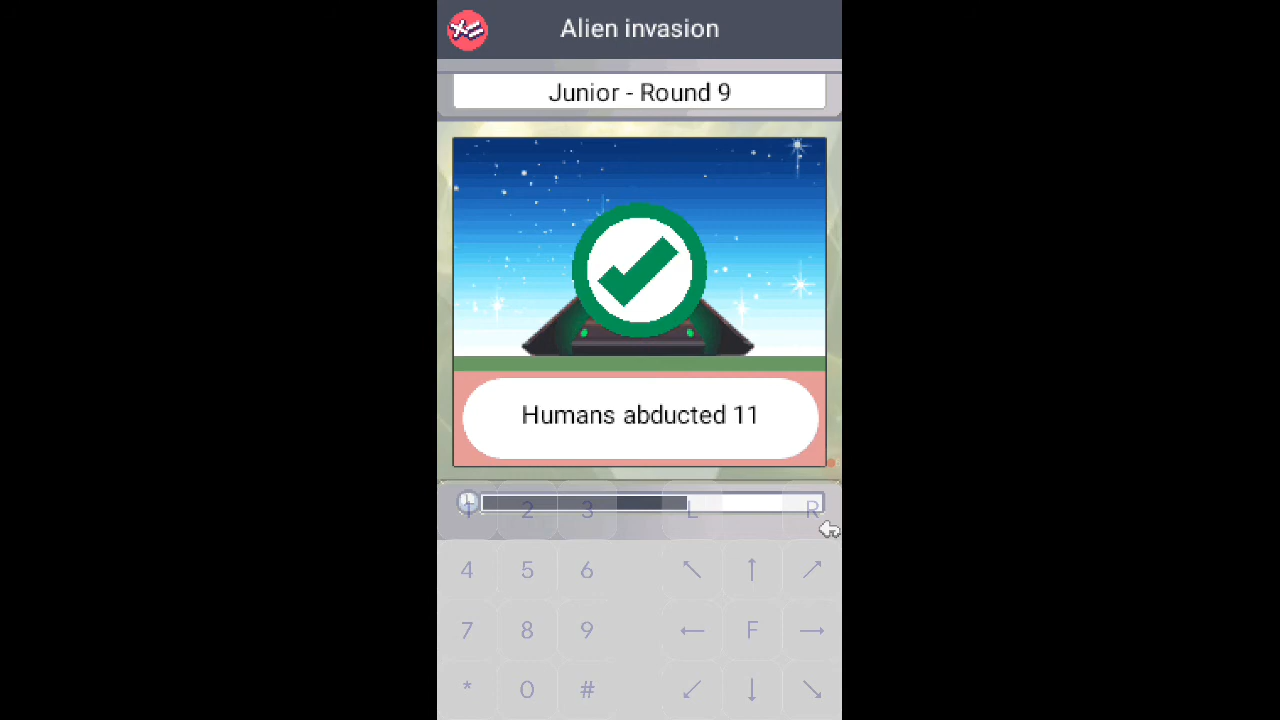 Alien invasion
Junior - Round 9
Humans abducted 11
1 2 3 L R
4 5 6 ↖ ↑ ↗
7 8 9 ← F →
* 0 # ↙ ↓ ↘